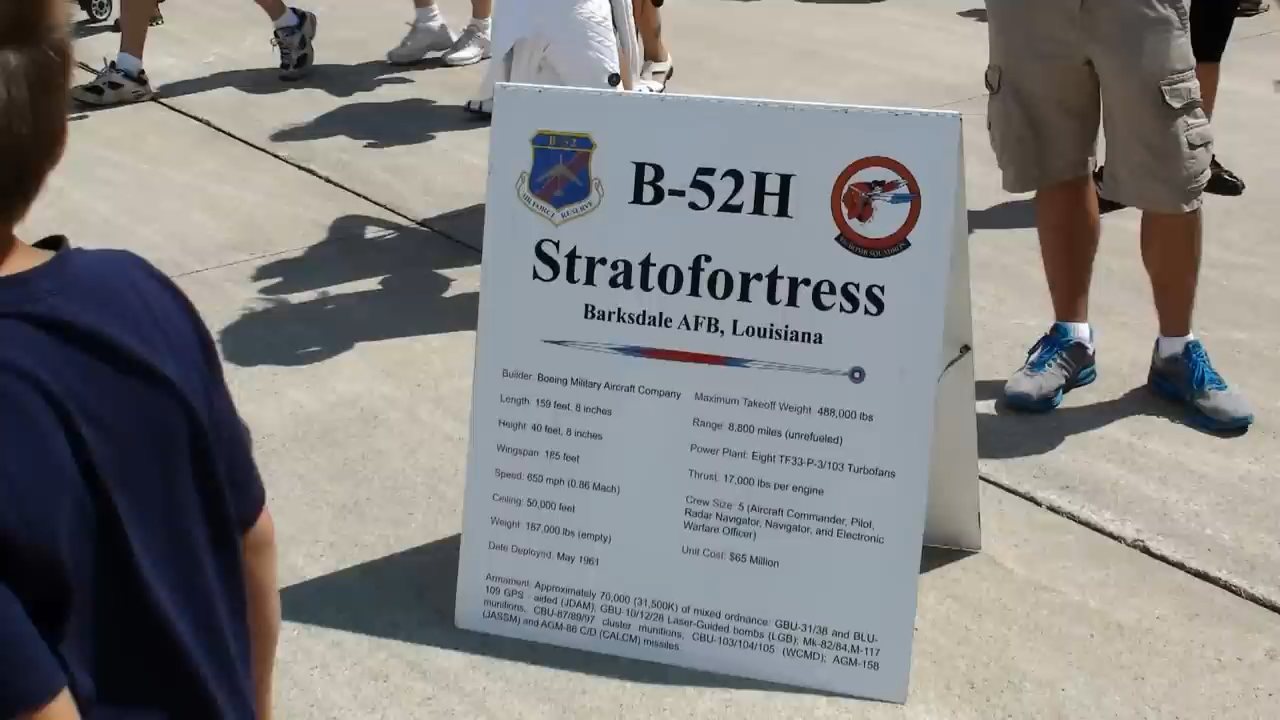 B-52
AIR FORCE RESERVE
B-52H
Stratofortress
Barksdale AFB, Louisiana
Builder: Boeing Military Aircraft Company
Length: 159 feet, 8 inches
Height: 40 feet, 8 inches
Wingspan: 185 feet
Speed: 650 mph (0.86 Mach)
Ceiling: 50,000 feet
Weight: 187,000 lbs (empty)
Date Deployed: May 1961
Maximum Takeoff Weight: 488,000 lbs
Range: 8,800 miles (unrefueled)
Power Plant: Eight TF33-P-3/103 Turbofans
Thrust: 17,000 lbs per engine
Crew Size: 5 (Aircraft Commander, Pilot,
Radar Navigator, Navigator, and Electronic
Warfare Officer)
Unit Cost: $65 Million
Armament: Approximately 70,000 (31,500K) of mixed ordnance: GBU-31/38 and BLU-
109 GPS - aided (JDAM), GBU-10/12/28 Laser-Guided bombs (LGB); Mk-82/84,M-117
munitions, CBU-87/89/97 cluster munitions, CBU-103/104/105 (WCMD); AGM-158
(JASSM) and AGM-86 C/D (CALCM) missiles.